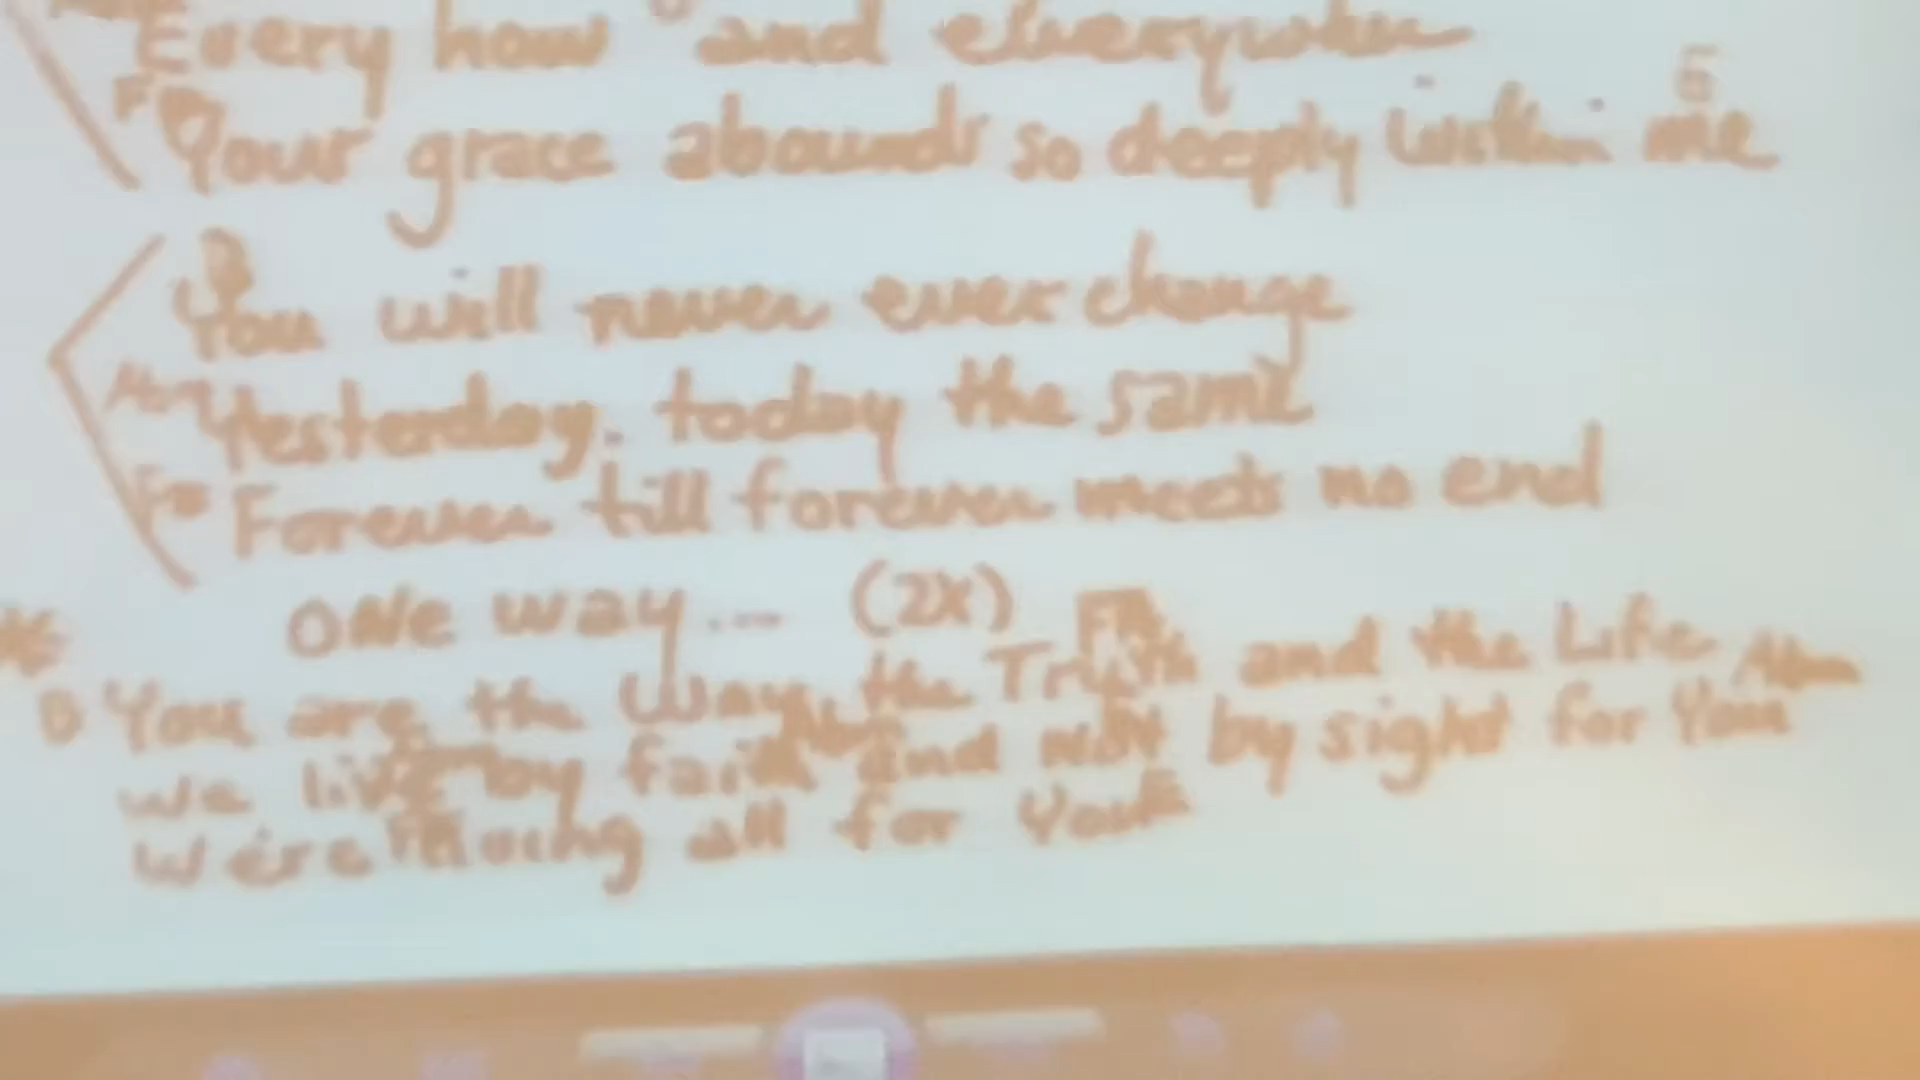 Every how and everywhere
G
F Your grace abounds so deeply within me
You will never ever change
Yesterday, today the same
Forever till forever meets no end
ONe way... (2X)
You are the Way, the Truth and the Life
D
we live by faith and not by sight for You
We're living all for You